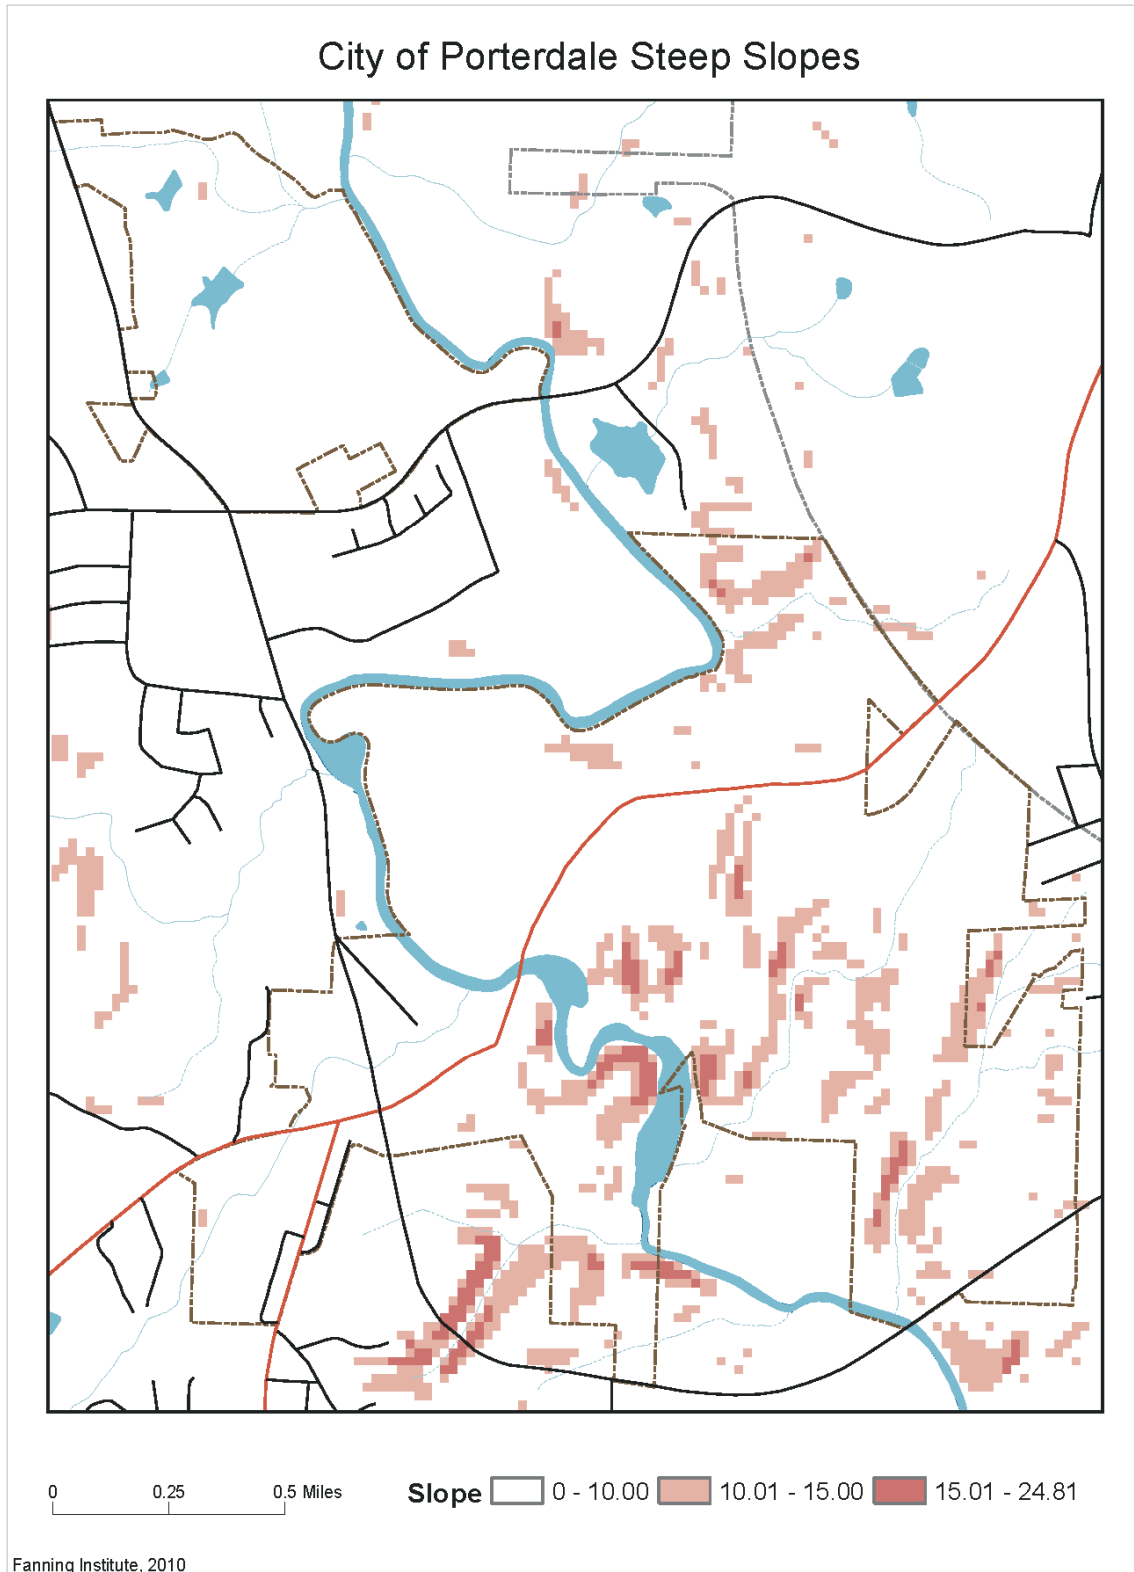 City of Porterdale Steep Slopes
0 0.25 0.5 Miles
Slope 0 - 10.00 10.01 - 15.00 15.01 - 24.81
Fanning Institute, 2010